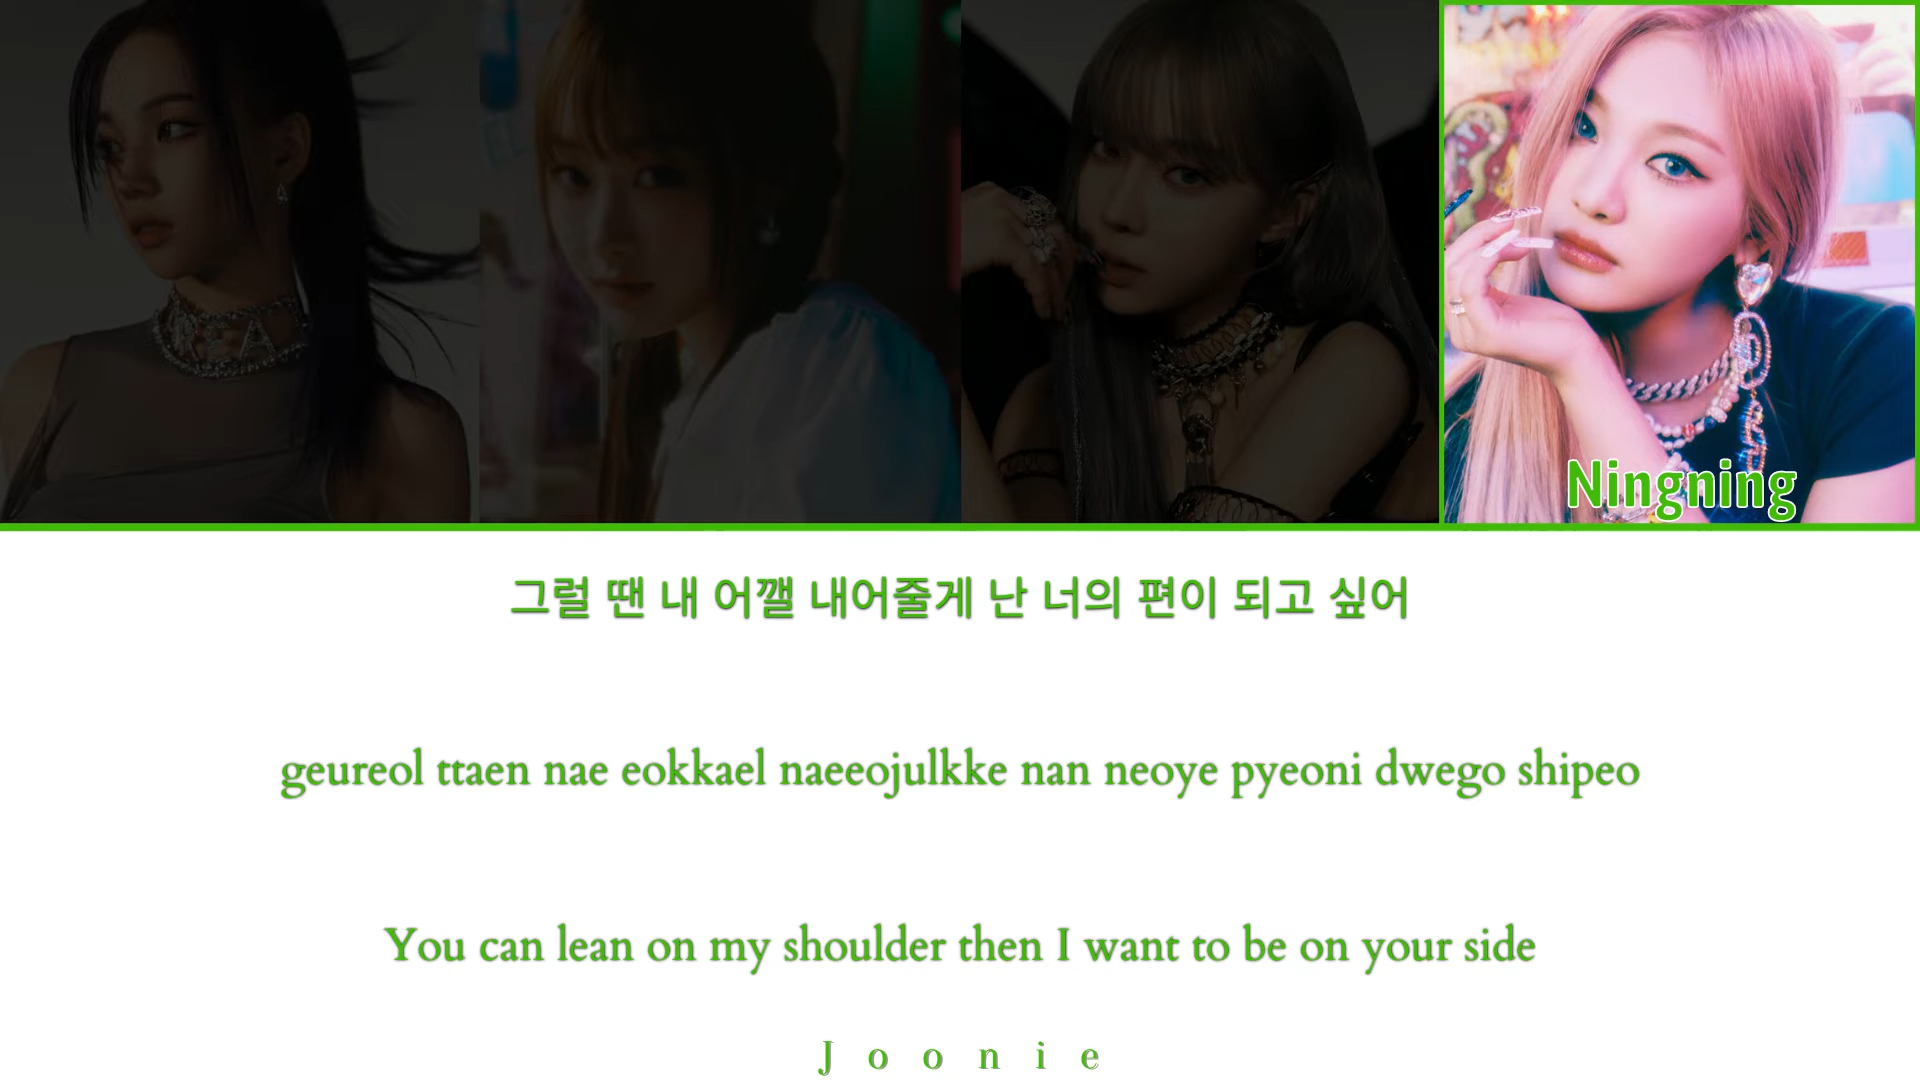 Ningning
그럴 땐 내 어깰 내어줄게 난 너의 편이 되고 싶어
geureol ttaen nae eokkael naeeojulkke nan neoye pyeoni dwego shipeo
You can lean on my shoulder then I want to be on your side
Joonie